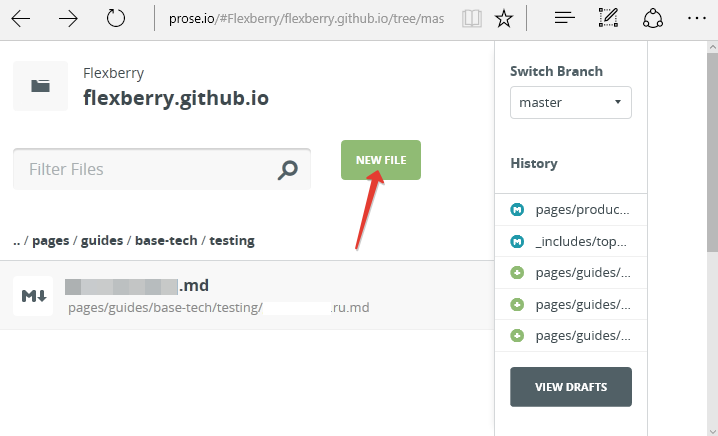 prose.io/#Flexberry/flexberry.github.io/tree/mas
Flexberry
flexberry.github.io
Filter Files
NEW FILE
.. / pages / guides / base-tech / testing
.md
pages/guides/base-tech/testing/ .ru.md
Switch Branch
master
History
pages/produc...
_includes/top...
pages/guides/...
pages/guides/...
pages/guides/...
VIEW DRAFTS